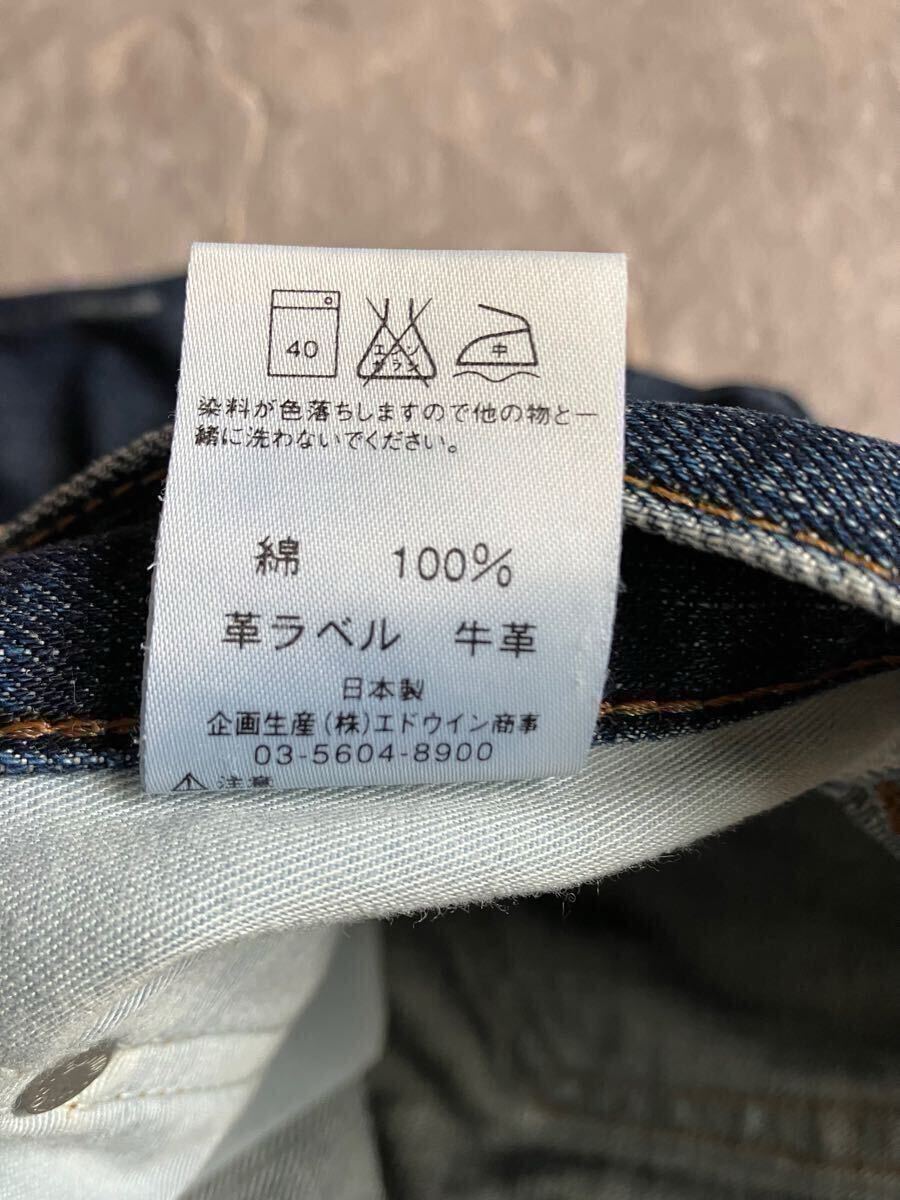 40
エンソ
サラシ
中
染料が色落ちしますので他の物と一
緒に洗わないでください。
綿 100%
革ラベル 牛革
日本製
企画生産(株)エドウイン商事
03-5604-8900
⚠注意